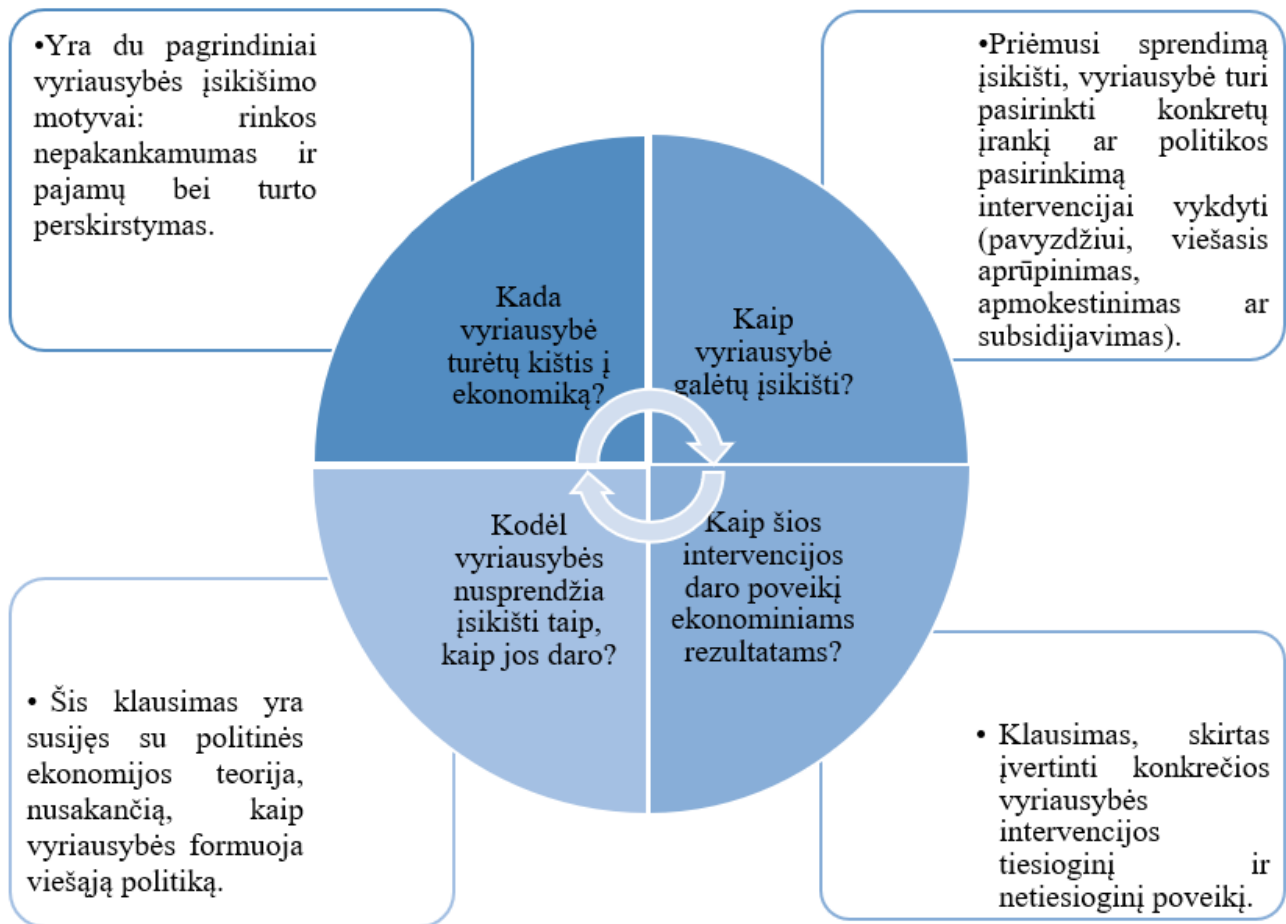 •Yra du pagrindiniai
vyriausybės įsikišimo
motyvai: rinkos
nepakankamumas ir
pajamų bei turto
perskirstymas.
•Priėmusi sprendimą
įsikišti, vyriausybė turi
pasirinkti konkretų
įrankį ar politikos
pasirinkimą
intervencijai vykdyti
(pavyzdžiui, viešasis
aprūpinimas,
apmokestinimas ar
subsidijavimas).
Kada
vyriausybė
turėtų kištis į
ekonomiką?
Kaip
vyriausybė
galėtų įsikišti?
Kodėl
vyriausybės
nusprendžia
įsikišti taip,
kaip jos daro?
Kaip šios
intervencijos
daro poveikį
ekonominiams
rezultatams?
• Šis klausimas yra
susijęs su politinės
ekonomijos teorija,
nusakančią, kaip
vyriausybės formuoja
viešąją politiką.
• Klausimas, skirtas
įvertinti konkrečios
vyriausybės
intervencijos
tiesioginį ir
netiesioginį poveikį.